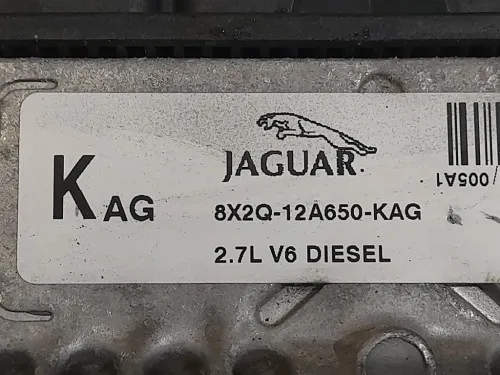 JAGUAR
K AG
8X2Q-12A650-KAG
2.7L V6 DIESEL
/005A1